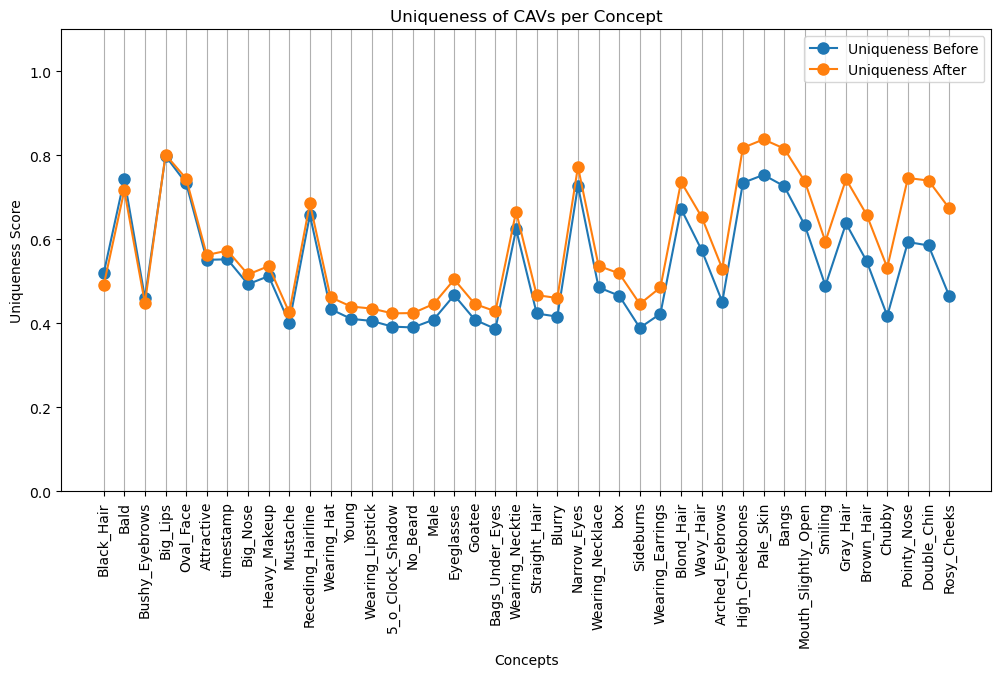 Uniqueness of CAVs per Concept
Uniqueness Before
Uniqueness After
1.0
0.8
0.6
0.4
0.2
0.0
Uniqueness Score
Black_Hair
Bald
Bushy_Eyebrows
Big_Lips
Oval_Face
Attractive
timestamp
Big_Nose
Heavy_Makeup
Mustache
Receding_Hairline
Wearing_Hat
Young
Wearing_Lipstick
5_o_Clock_Shadow
No_Beard
Male
Eyeglasses
Goatee
Bags_Under_Eyes
Wearing_Necktie
Straight_Hair
Blurry
Narrow_Eyes
Wearing_Necklace
box
Sideburns
Wearing_Earrings
Blond_Hair
Wavy_Hair
Arched_Eyebrows
High_Cheekbones
Pale_Skin
Bangs
Mouth_Slightly_Open
Smiling
Gray_Hair
Brown_Hair
Chubby
Pointy_Nose
Double_Chin
Rosy_Cheeks
Concepts